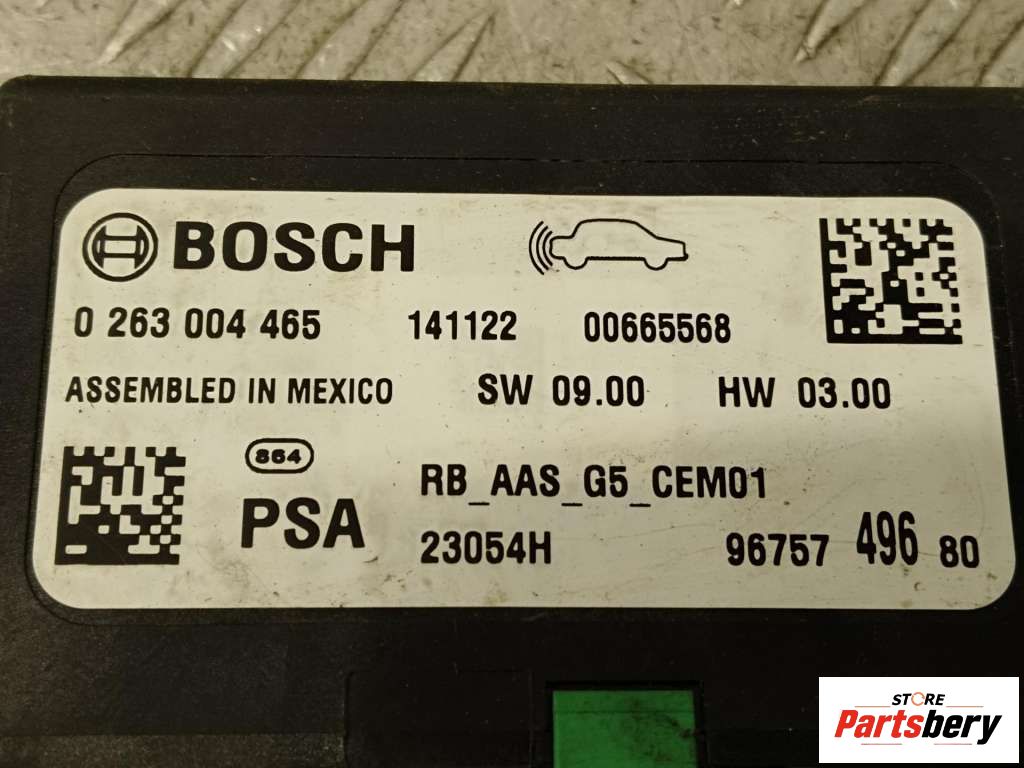 BOSCH
0 263 004 465 141122 00665568
ASSEMBLED IN MEXICO SW 09.00 HW 03.00
864
PSA RB_AAS_G5_CEM01
23054H 96757 496 80
STORE
Partsbery